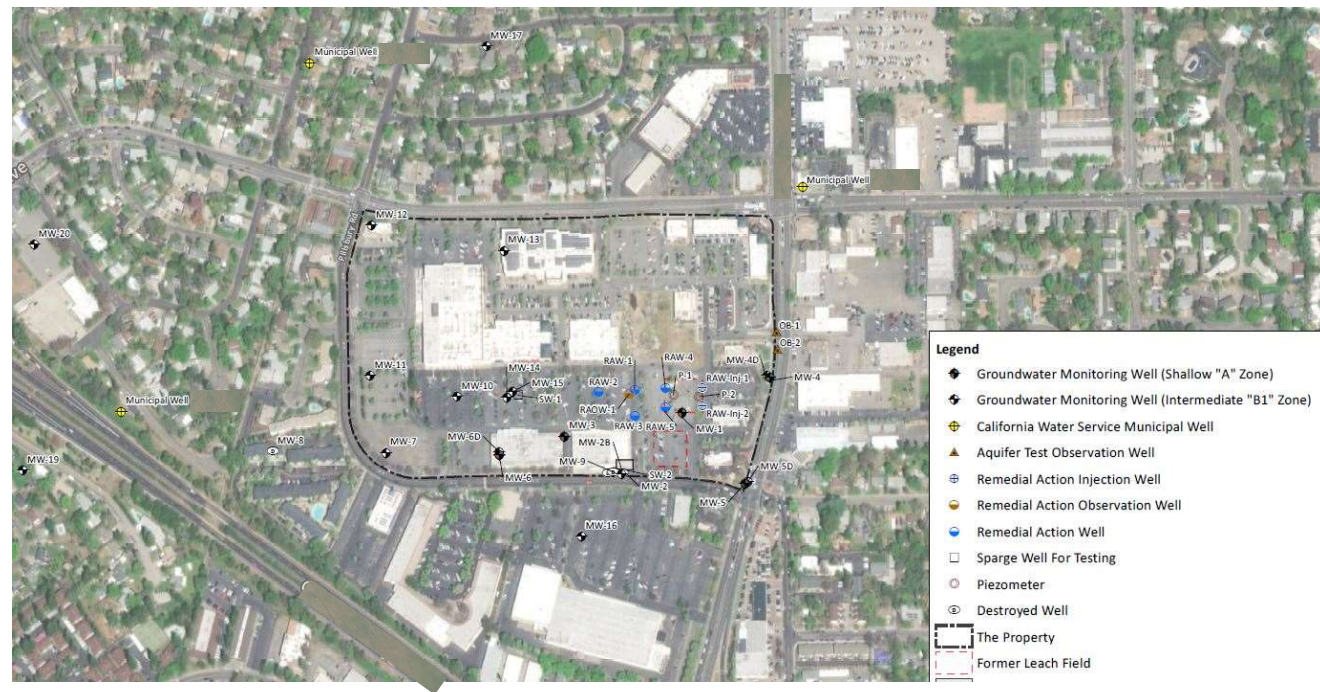 MW-17
Municipal Well
Municipal Well
MW-12
MW-20
Pillsbury Rd
MW-13
OB-1
OB-2
MW-4D
MW-4
RAW-1
RAW-4
P-1
RAW-Inj-1
MW-14
MW-15
RAW-2
MW-11
MW-10
SW-1
P-2
RAOW-1
RAW-Inj-2
Municipal Well
RAW-3
RAW-5
MW-1
MW-3
MW-8
MW-7
MW-6D
MW-2B
MW-19
MW-9
SW-2
MW-5D
MW-6
MW-2
MW-5
MW-16
Legend
Groundwater Monitoring Well (Shallow "A" Zone)
Groundwater Monitoring Well (Intermediate "B1" Zone)
California Water Service Municipal Well
Aquifer Test Observation Well
Remedial Action Injection Well
Remedial Action Observation Well
Remedial Action Well
Sparge Well For Testing
Piezometer
Destroyed Well
The Property
Former Leach Field